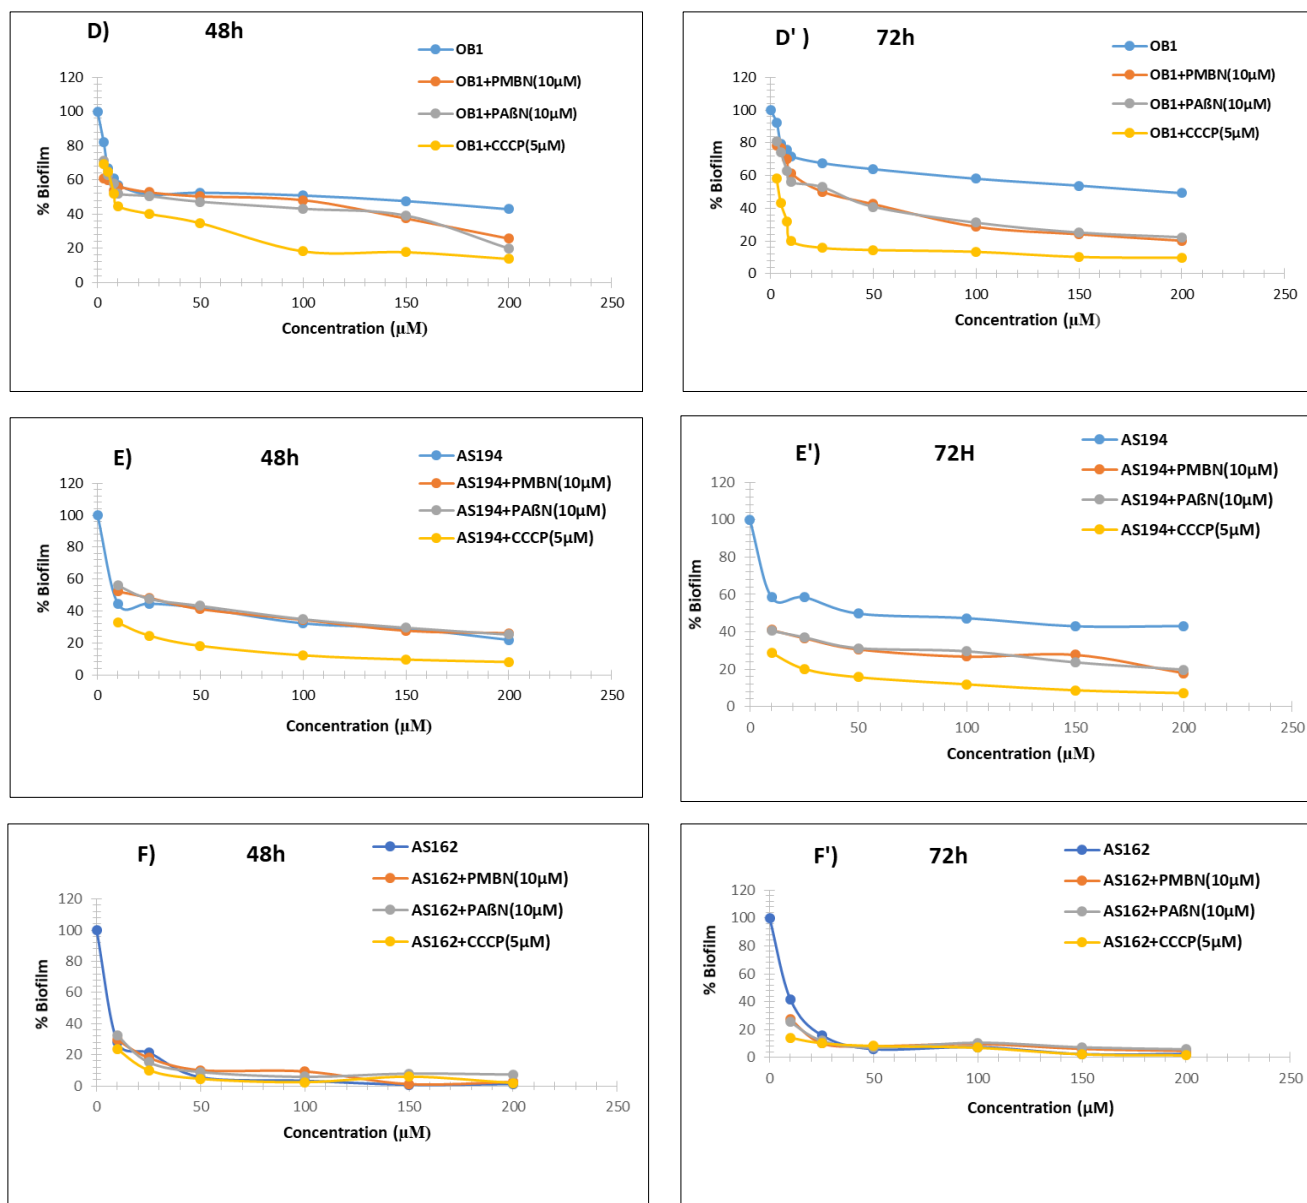 D) 48h
OB1
OB1+PMBN(10µM)
OB1+PAßN(10µM)
OB1+CCCP(5µM)
% Biofilm
120
100
80
60
40
20
0
0 50 100 150 200 250
Concentration (µM)
D' ) 72h
OB1
OB1+PMBN(10µM)
OB1+PAßN(10µM)
OB1+CCCP(5µM)
% Biofilm
120
100
80
60
40
20
0
0 50 100 150 200 250
Concentration (µM)
E) 48h
AS194
AS194+PMBN(10µM)
AS194+PAßN(10µM)
AS194+CCCP(5µM)
% Biofilm
120
100
80
60
40
20
0
0 50 100 150 200 250
Concentration (µM)
E') 72H
AS194
AS194+PMBN(10µM)
AS194+PAßN(10µM)
AS194+CCCP(5µM)
% Biofilm
120
100
80
60
40
20
0
0 50 100 150 200 250
Concentration (µM)
F) 48h
AS162
AS162+PMBN(10µM)
AS162+PAßN(10µM)
AS162+CCCP(5µM)
% Biofilm
120
100
80
60
40
20
0
0 50 100 150 200 250
Concentration (µM)
F') 72h
AS162
AS162+PMBN(10µM)
AS162+PAßN(10µM)
AS162+CCCP(5µM)
% Biofilm
120
100
80
60
40
20
0
0 50 100 150 200 250
Concentration (µM)